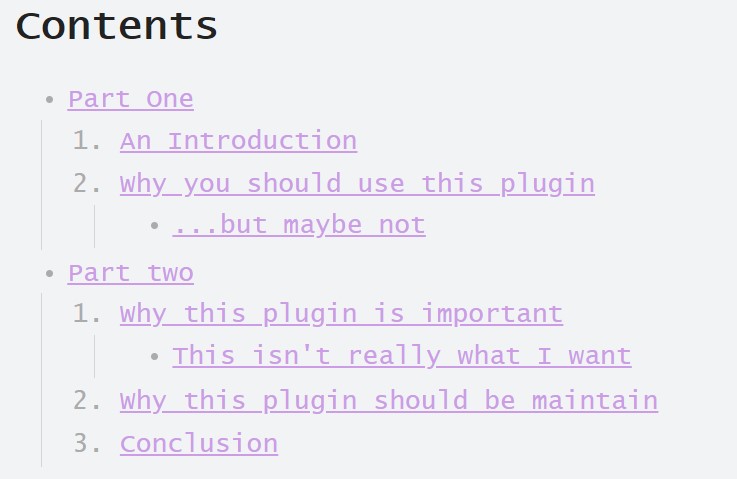 Contents
• Part One
1. An Introduction
2. Why you should use this plugin
• ...but maybe not
• Part two
1. Why this plugin is important
• This isn't really what I want
2. Why this plugin should be maintain
3. Conclusion